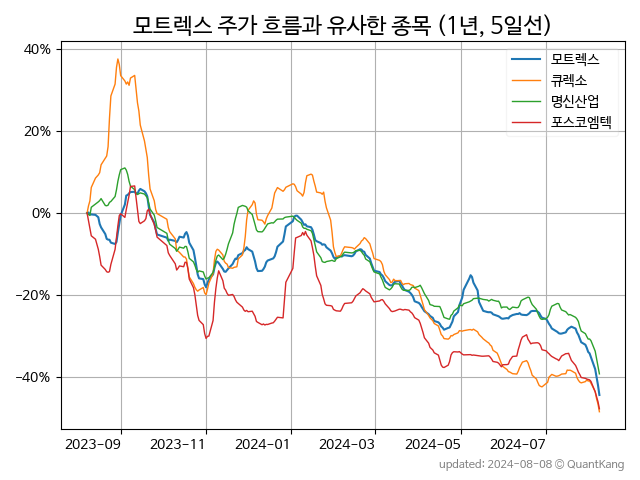 모트렉스 주가 흐름과 유사한 종목 (1년, 5일선)
모트렉스
큐렉소
명신산업
포스코엠텍
40%
20%
0%
−20%
−40%
2023-09 2023-11 2024-01 2024-03 2024-05 2024-07
updated: 2024-08-08 © QuantKang